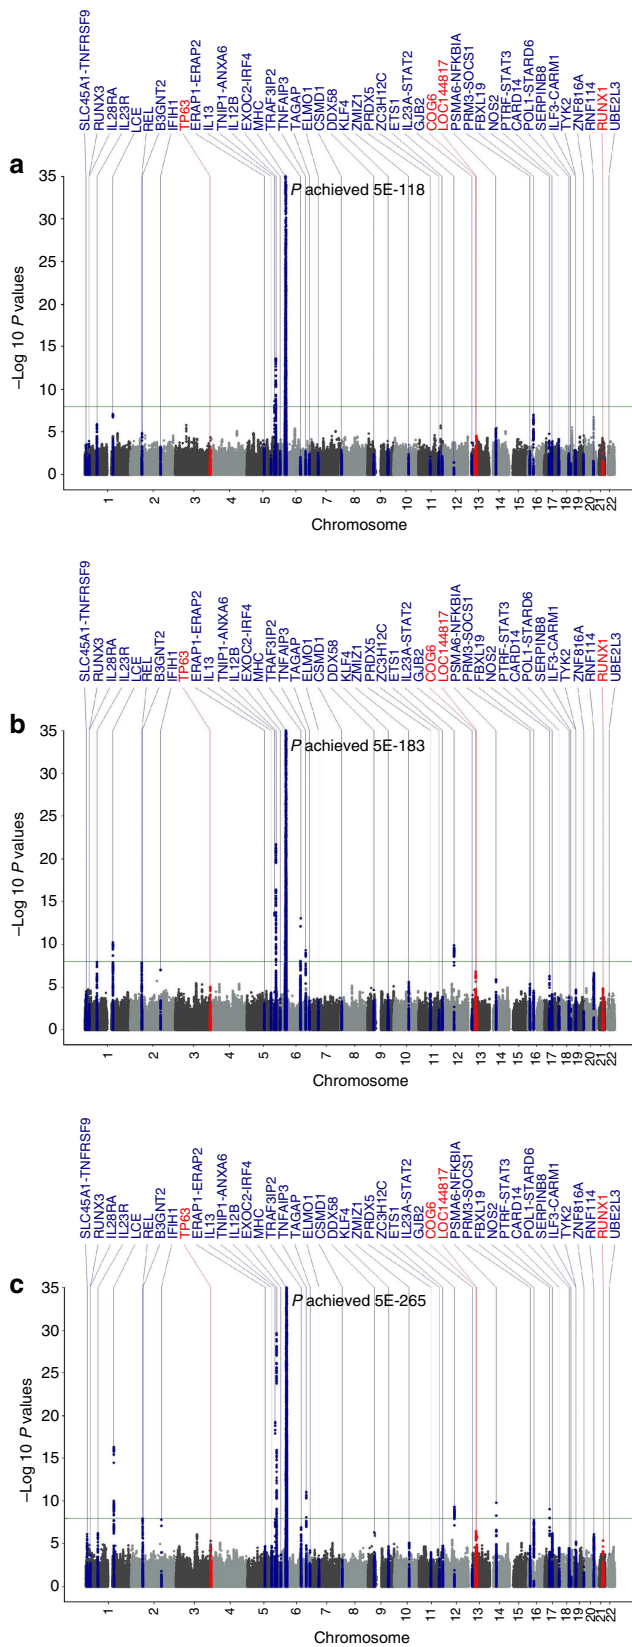 SLC45A1-TNFRSF9
RUNX3
IL28RA
IL23R
LCE
REL
B3GNT2
IFIH1
TP63
ERAP1-ERAP2
IL13
TNIP1-ANXA6
IL12B
EXOC2-IRF4
MHC
TRAF3IP2
TNFAIP3
TAGAP
ELMO1
CSMD1
DDX58
KLF4
ZMIZ1
PRDX5
ZC3H12C
ETS1
IL23A-STAT2
GJB2
COG6
LOC144817
PSMA6-NFKBIA
PRM3-SOCS1
FBXL19
NOS2
PTRF-STAT3
CARD14
POL1-STARD6
SERPINB8
ILF3-CARM1
TYK2
ZNF816A
RNF114
RUNX1
UBE2L3
a
P achieved 5E-118
35
30
25
20
15
10
5
0
−Log 10 P values
1 2 3 4 5 6 7 8 9 10 11 12 13 14 15 16 17 18 19 20 21 22
Chromosome
SLC45A1-TNFRSF9
RUNX3
IL28RA
IL23R
LCE
REL
B3GNT2
IFIH1
TP63
ERAP1-ERAP2
IL13
TNIP1-ANXA6
IL12B
EXOC2-IRF4
MHC
TRAF3IP2
TNFAIP3
TAGAP
ELMO1
CSMD1
DDX58
KLF4
ZMIZ1
PRDX5
ZC3H12C
ETS1
IL23A-STAT2
GJB2
COG6
LOC144817
PSMA6-NFKBIA
PRM3-SOCS1
FBXL19
NOS2
PTRF-STAT3
CARD14
POL1-STARD6
SERPINB8
ILF3-CARM1
TYK2
ZNF816A
RNF114
RUNX1
UBE2L3
b
P achieved 5E-183
35
30
25
20
15
10
5
0
−Log 10 P values
1 2 3 4 5 6 7 8 9 10 11 12 13 14 15 16 17 18 19 20 21 22
Chromosome
SLC45A1-TNFRSF9
RUNX3
IL28RA
IL23R
LCE
REL
B3GNT2
IFIH1
TP63
ERAP1-ERAP2
IL13
TNIP1-ANXA6
IL12B
EXOC2-IRF4
MHC
TRAF3IP2
TNFAIP3
TAGAP
ELMO1
CSMD1
DDX58
KLF4
ZMIZ1
PRDX5
ZC3H12C
ETS1
IL23A-STAT2
GJB2
COG6
LOC144817
PSMA6-NFKBIA
PRM3-SOCS1
FBXL19
NOS2
PTRF-STAT3
CARD14
POL1-STARD6
SERPINB8
ILF3-CARM1
TYK2
ZNF816A
RNF114
RUNX1
UBE2L3
c
P achieved 5E-265
35
30
25
20
15
10
5
0
−Log 10 P values
1 2 3 4 5 6 7 8 9 10 11 12 13 14 15 16 17 18 19 20 21 22
Chromosome